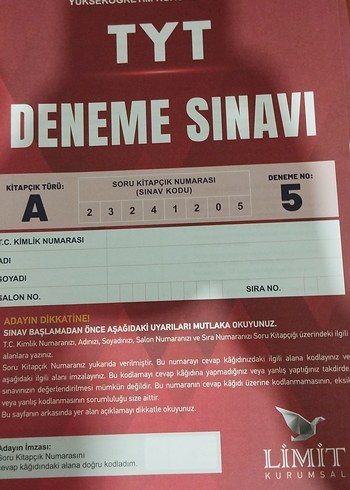 YÜKSEKÖĞRETİM
TYT
DENEME SINAVI
KİTAPÇIK TÜRÜ:
A
SORU KİTAPÇIK NUMARASI
(SINAV KODU)
2 3 2 4 1 2 0 5
DENEME NO:
5
T.C. KİMLİK NUMARASI
ADI
SOYADI
SALON NO.
SIRA NO.
ADAYIN DİKKATİNE!
SINAV BAŞLAMADAN ÖNCE AŞAĞIDAKİ UYARILARI MUTLAKA OKUYUNUZ.
T.C. Kimlik Numaranızı, Adınızı, Soyadınızı, Salon Numaranızı ve Sıra Numaranızı Soru Kitapçığı üzerindeki ilgili
alanlara yazınız.
Soru Kitapçık Numaranız yukarıda verilmiştir. Bu numarayı cevap kâğıdınızdaki ilgili alana kodlayınız ve
aşağıdaki ilgili alanı imzalayınız. Bu kodlamayı cevap kâğıdına yapmadığınız veya yanlış yaptığınız takdirde,
sınavınızın değerlendirilmesi mümkün değildir. Bu numaranın cevap kâğıdı üzerine kodlanmamasının, eksik
veya yanlış kodlanmasının sorumluluğu size aittir.
Bu sayfanın arkasında yer alan açıklamayı dikkatle okuyunuz.
Adayın İmzası:
Soru Kitapçık Numarasını
cevap kâğıdındaki alana doğru kodladım.
LİMİT
KURUMSAL